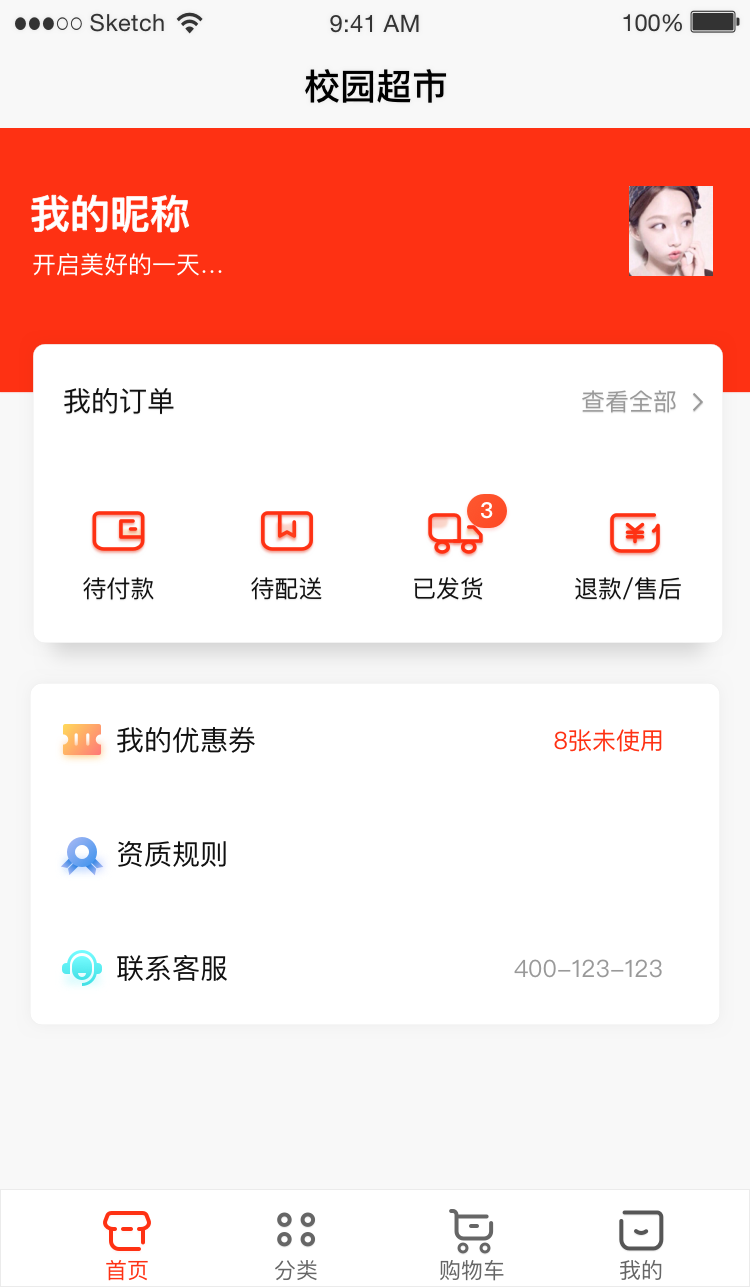 Sketch 9:41 AM 100%
校园超市
我的昵称
开启美好的一天...
我的订单 查看全部
3
待付款 待配送 已发货 退款/售后
我的优惠券 8张未使用
资质规则
联系客服 400-123-123
首页 分类 购物车 我的